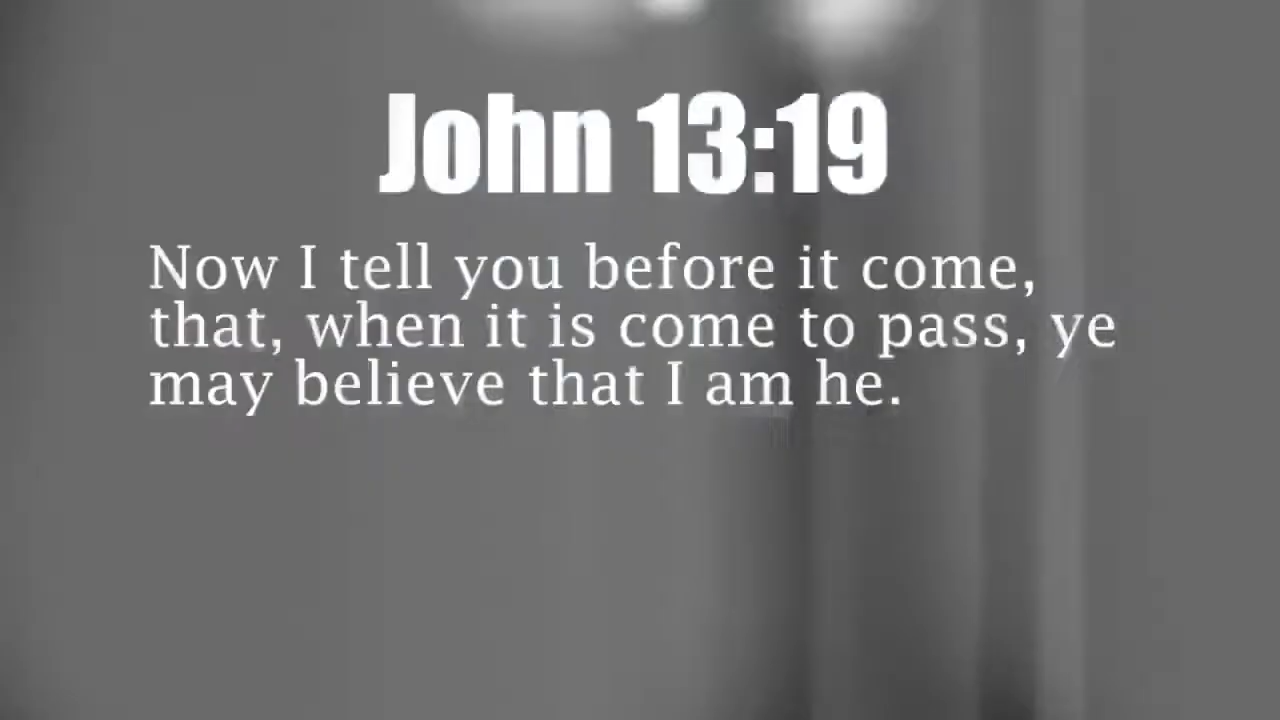 John 13:19
Now I tell you before it come,
that, when it is come to pass, ye
may believe that I am he.